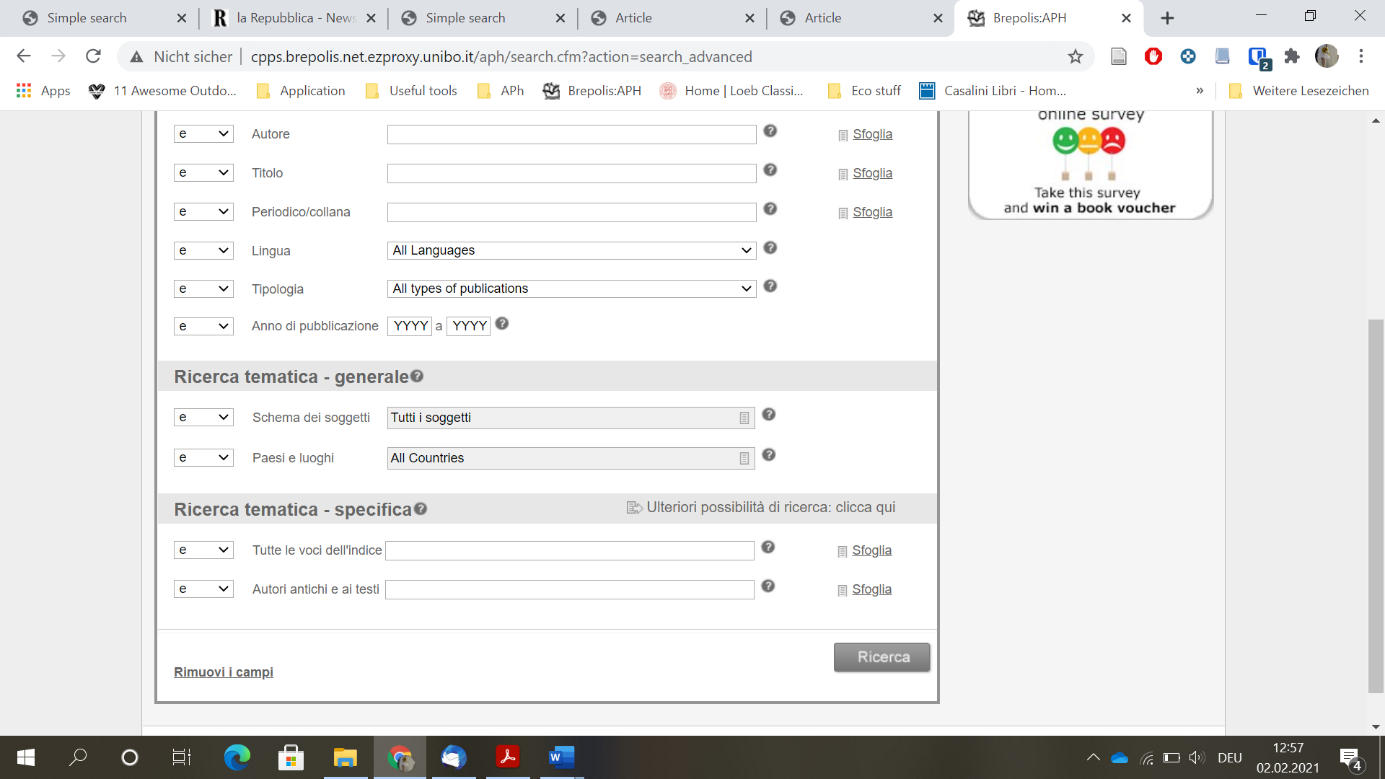 Simple search
la Repubblica - News
Simple search
Article
Article
Brepolis:APH
Nicht sicher | cpps.brepolis.net.ezproxy.unibo.it/aph/search.cfm?action=search_advanced
2
Apps
11 Awesome Outdo...
Application
Useful tools
APh
Brepolis:APH
Home | Loeb Classi...
Eco stuff
Casalini Libri - Hom...
»
Weitere Lesezeichen
online survey
Take this survey
and win a book voucher
e Autore ? Sfoglia
e Titolo ? Sfoglia
e Periodico/collana ? Sfoglia
e Lingua All Languages ?
e Tipologia All types of publications ?
e Anno di pubblicazione YYYY a YYYY ?
Ricerca tematica - generale?
e Schema dei soggetti Tutti i soggetti ?
e Paesi e luoghi All Countries ?
Ricerca tematica - specifica? Ulteriori possibilità di ricerca: clicca qui
e Tutte le voci dell'indice ? Sfoglia
e Autori antichi e ai testi ? Sfoglia
Ricerca
Rimuovi i campi
DEU
12:57
02.02.2021
4